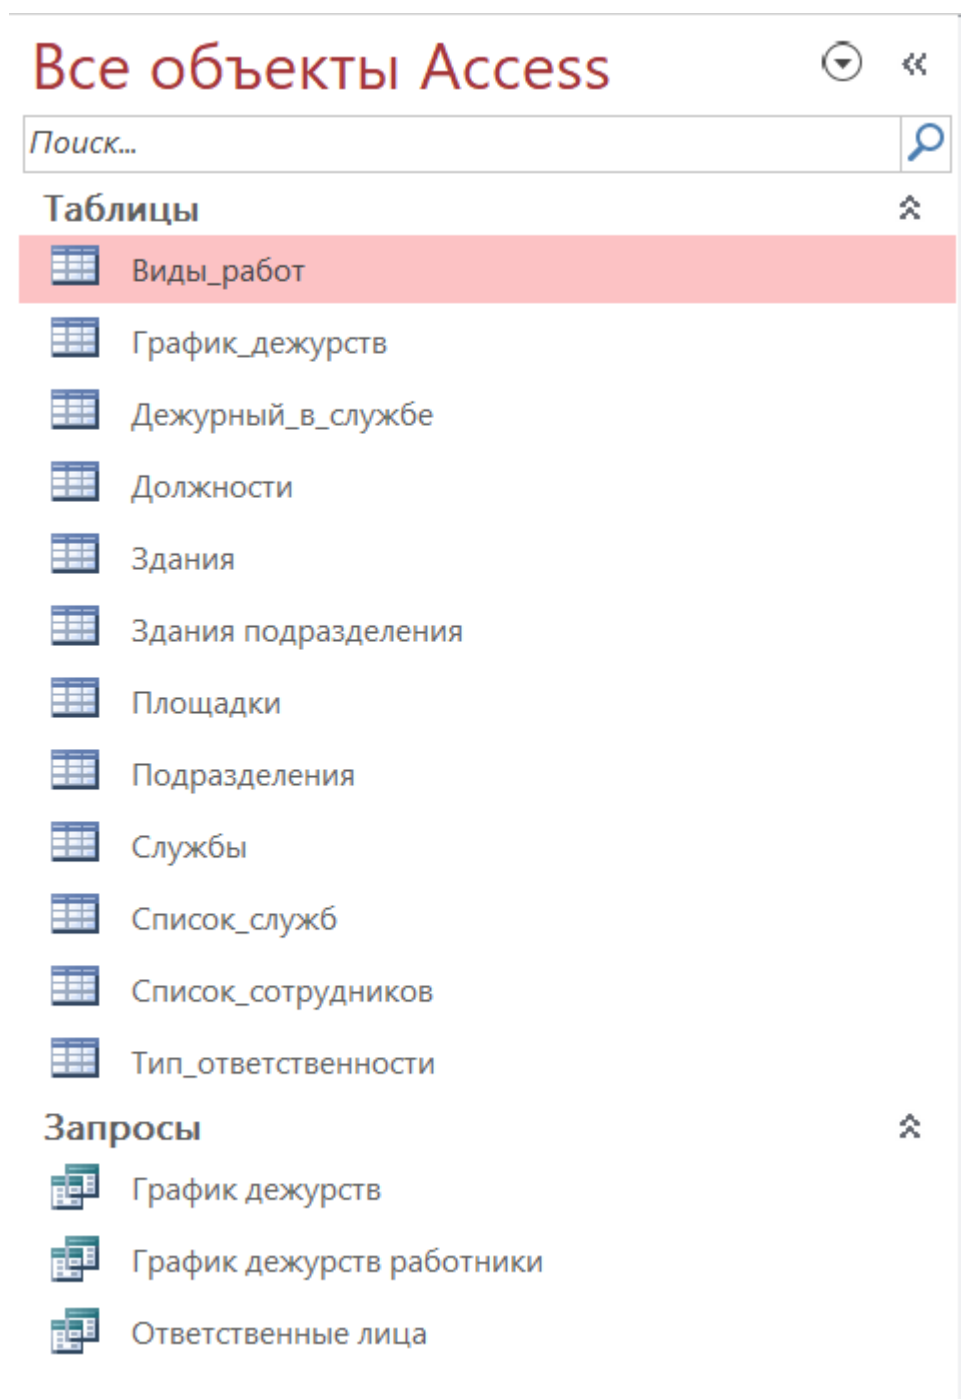 Все объекты Access
Поиск...
Таблицы
Виды_работ
График_дежурств
Дежурный_в_службе
Должности
Здания
Здания подразделения
Площадки
Подразделения
Службы
Список_служб
Список_сотрудников
Тип_ответственности
Запросы
График дежурств
График дежурств работники
Ответственные лица